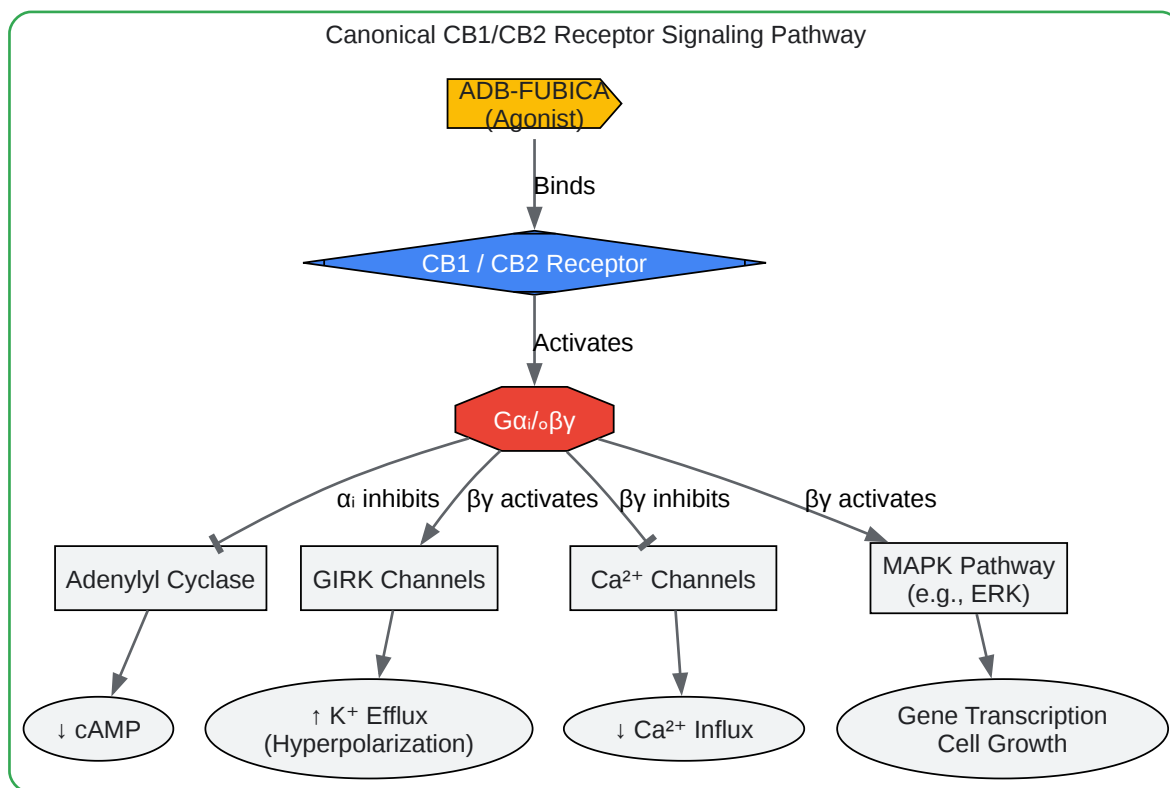 Canonical CB1/CB2 Receptor Signaling Pathway
ADB-FUBICA
(Agonist)
Binds
CB1 / CB2 Receptor
Activates
Gαᵢ/ₒβγ
αᵢ inhibits
βγ activates
βγ inhibits
βγ activates
Adenylyl Cyclase
GIRK Channels
Ca²⁺ Channels
MAPK Pathway
(e.g., ERK)
↓ cAMP
↑ K⁺ Efflux
(Hyperpolarization)
↓ Ca²⁺ Influx
Gene Transcription
Cell Growth